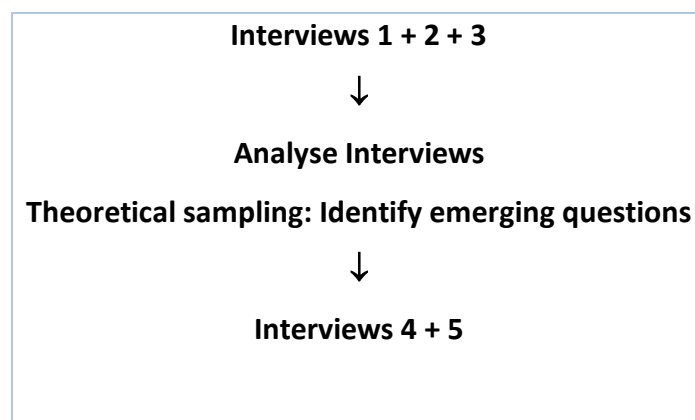 Interviews 1 + 2 + 3
↓
Analyse Interviews
Theoretical sampling: Identify emerging questions
↓
Interviews 4 + 5